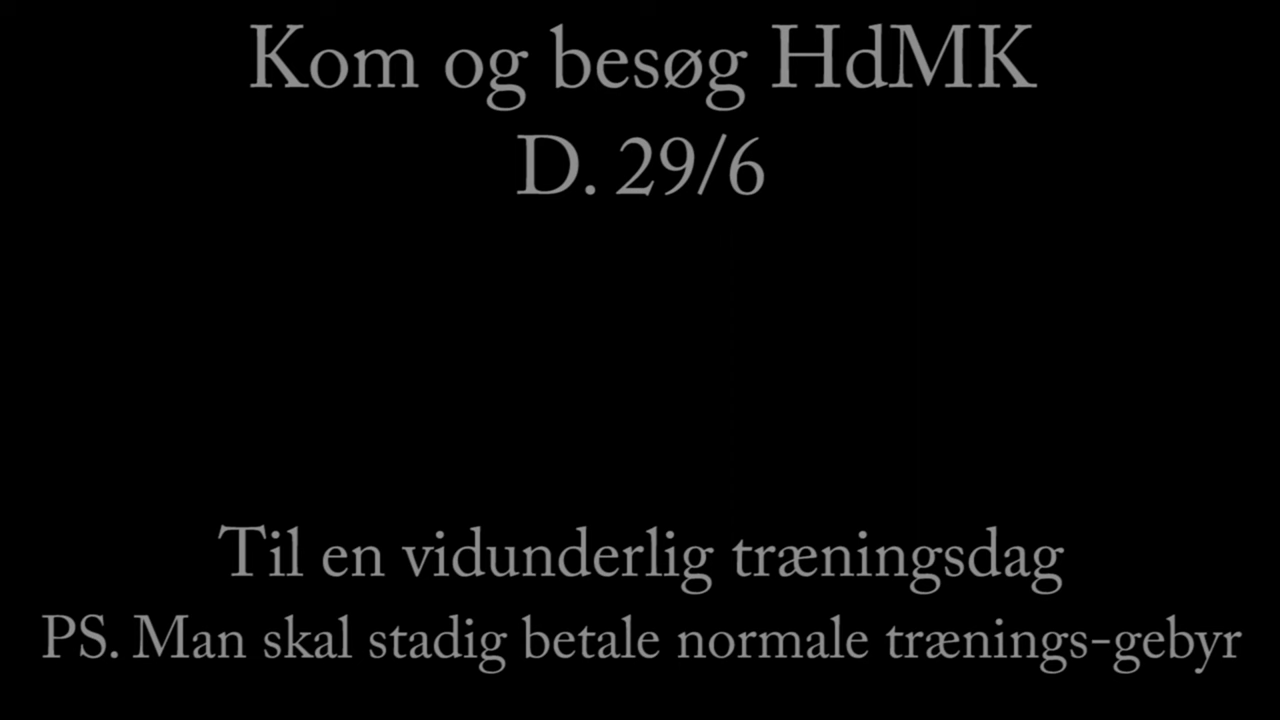 Kom og besøg HdMK
D. 29/6
Til en vidunderlig træningsdag
PS. Man skal stadig betale normale trænings-gebyr